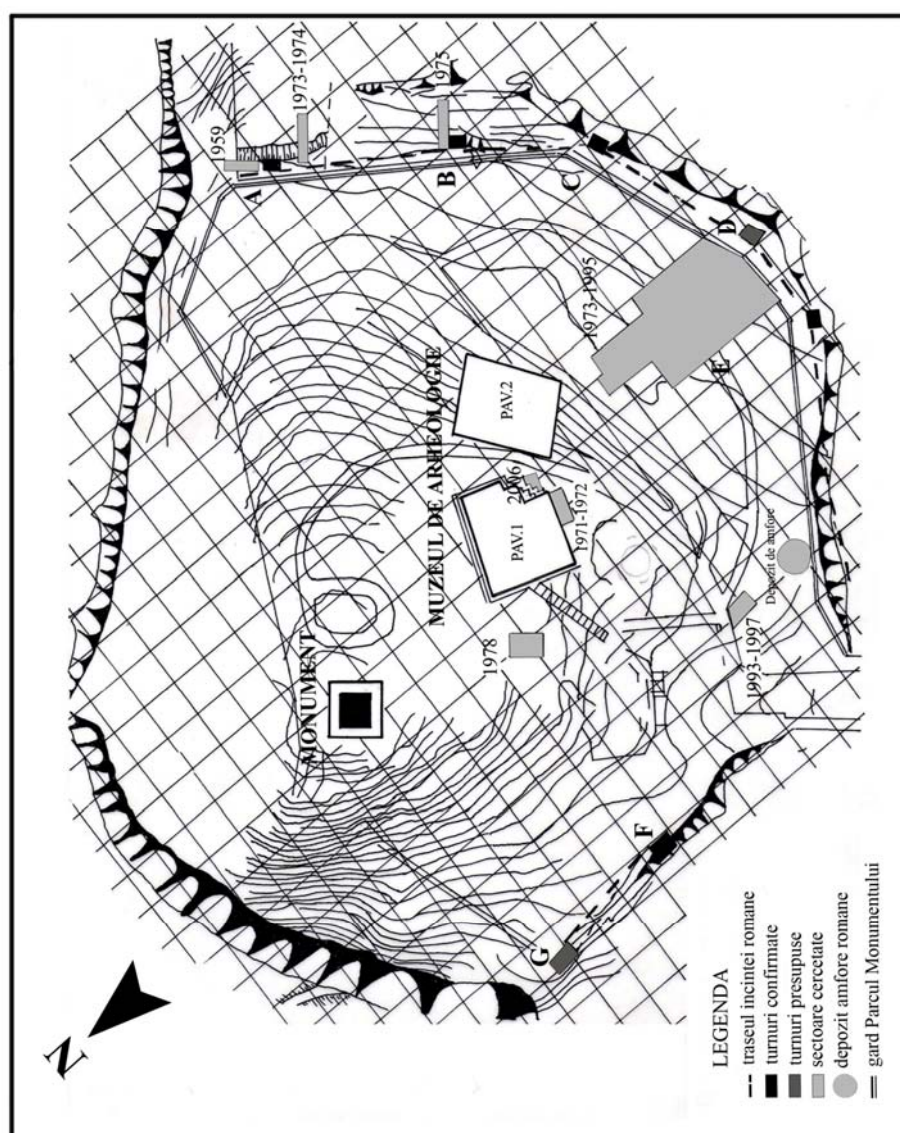 1959
1973-1974
1975
A
B
C
D
1973-1995
E
MUZEUL DE ARHEOLOGIE
PAV.2
PAV.1
2006
1971-1972
MONUMENT
1978
Depozit de amfore
1993-1997
F
G
N
LEGENDA
traseul incintei romane
turnuri confirmate
turnuri presupuse
sectoare cercetate
depozit amfore romane
gard Parcul Monumentului